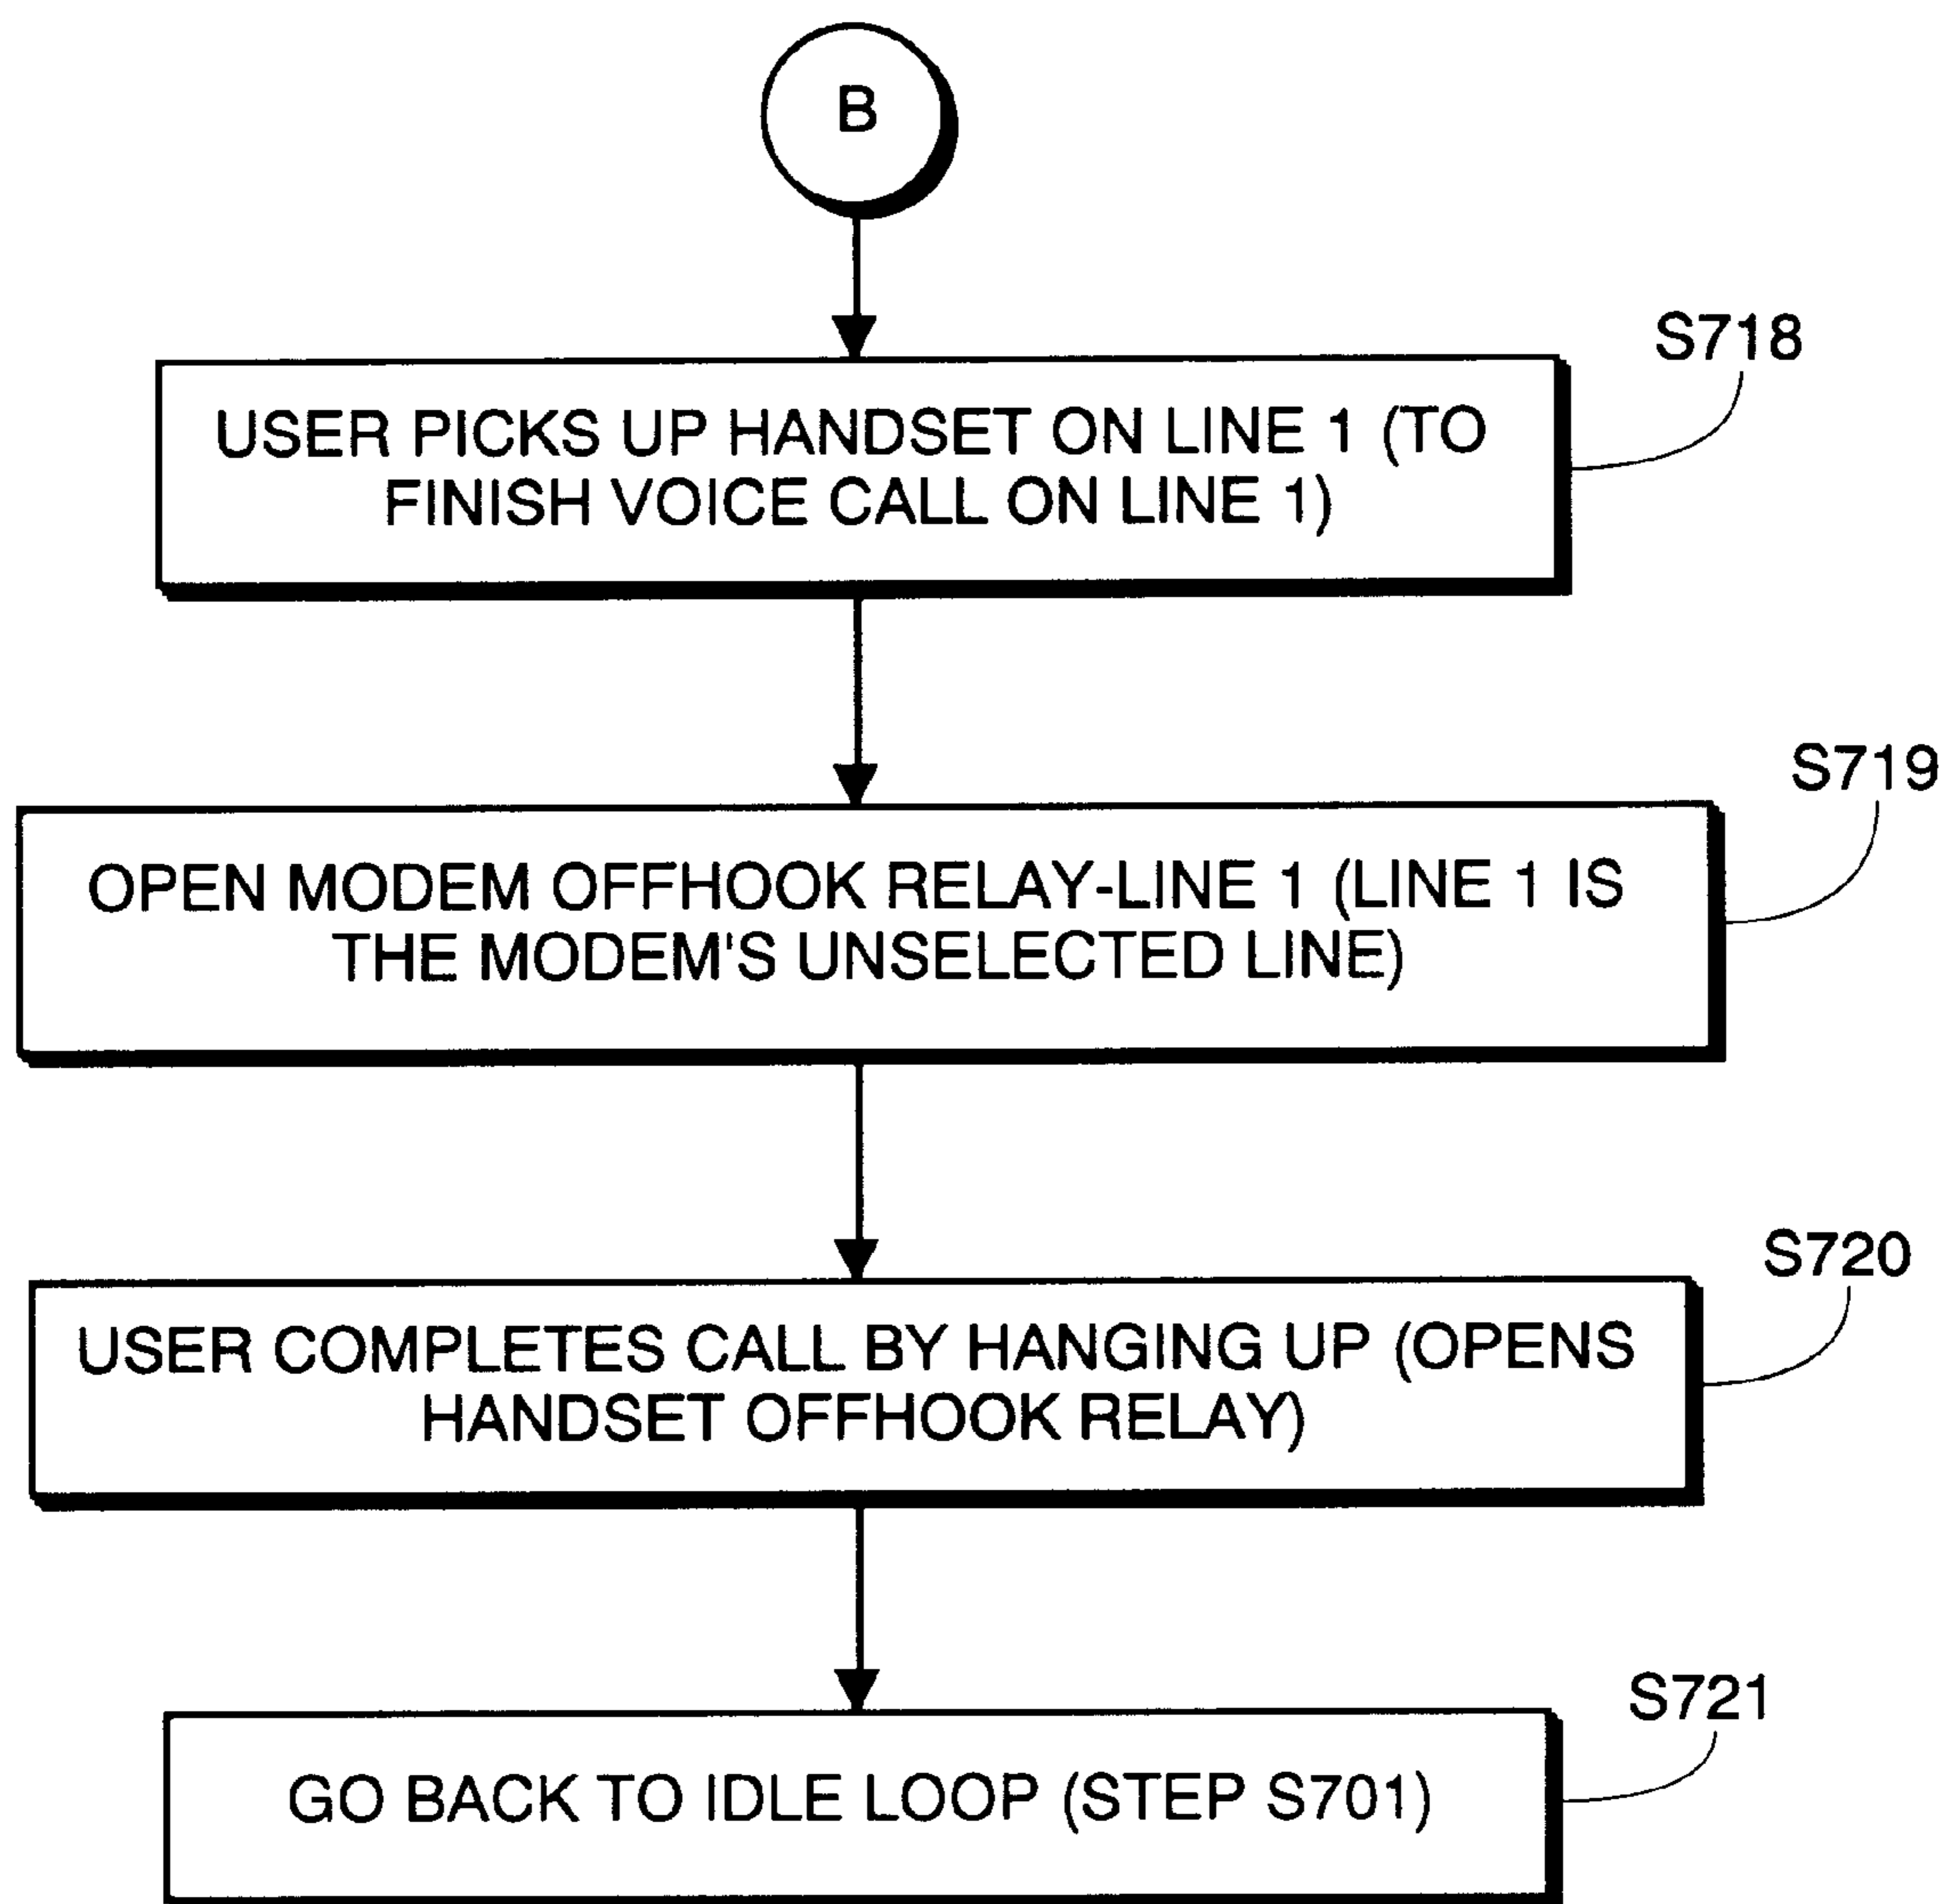 B
S718
USER PICKS UP HANDSET ON LINE 1 (TO
FINISH VOICE CALL ON LINE 1)
S719
OPEN MODEM OFFHOOK RELAY-LINE 1 (LINE 1 IS
THE MODEM'S UNSELECTED LINE)
S720
USER COMPLETES CALL BY HANGING UP (OPENS
HANDSET OFFHOOK RELAY)
S721
GO BACK TO IDLE LOOP (STEP S701)